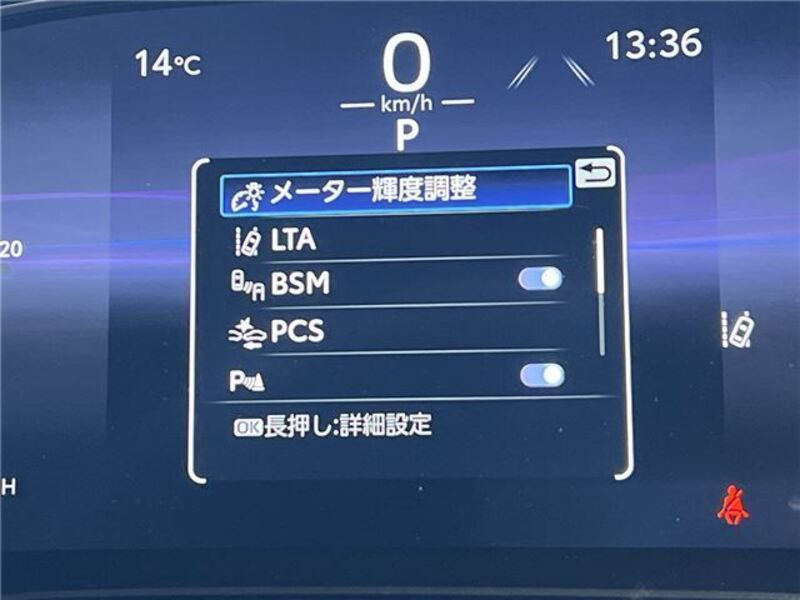 14℃
0
km/h
P
13:36
メーター輝度調整
LTA
BSM
PCS
P
OK長押し:詳細設定
20
H